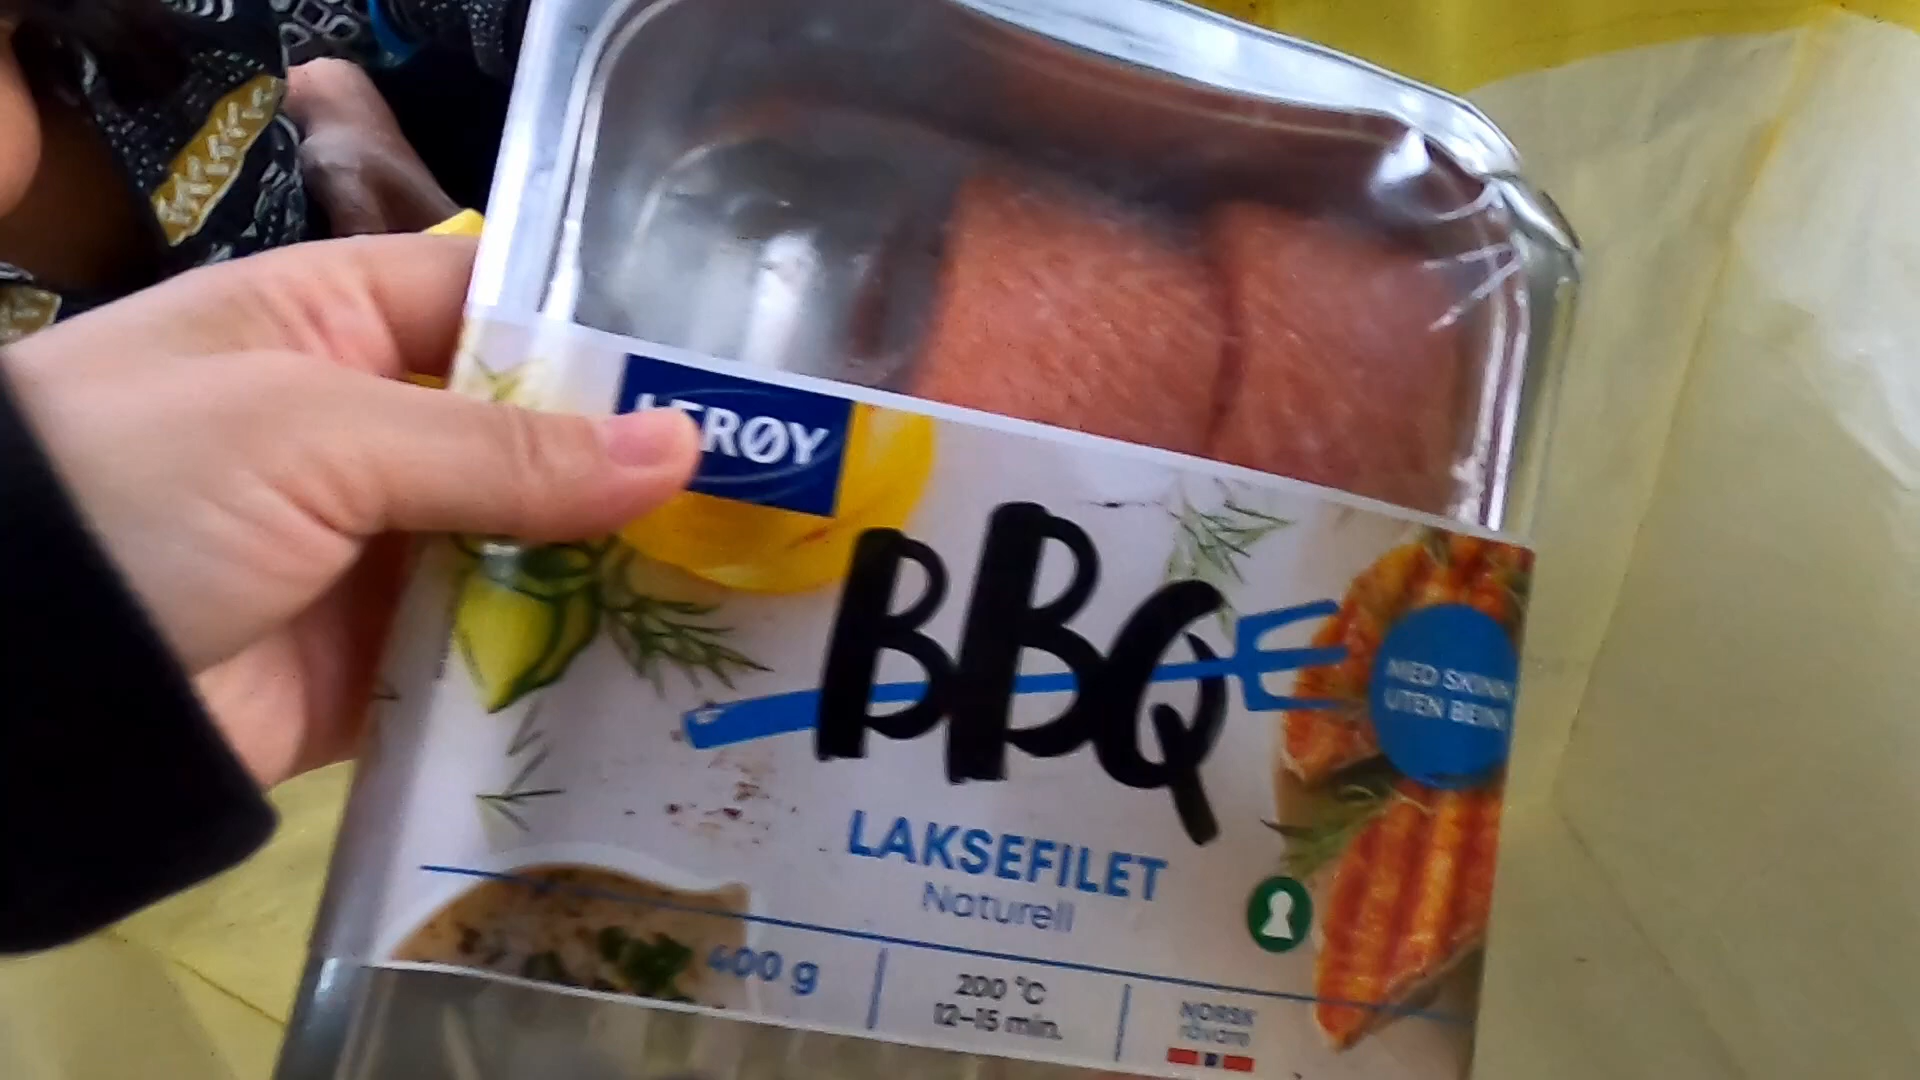 LERØY
BBQ
MED SKINN
UTEN BEIN
LAKSEFILET
Naturell
400 g
200 °C
12-15 min.
NORSK
råvare